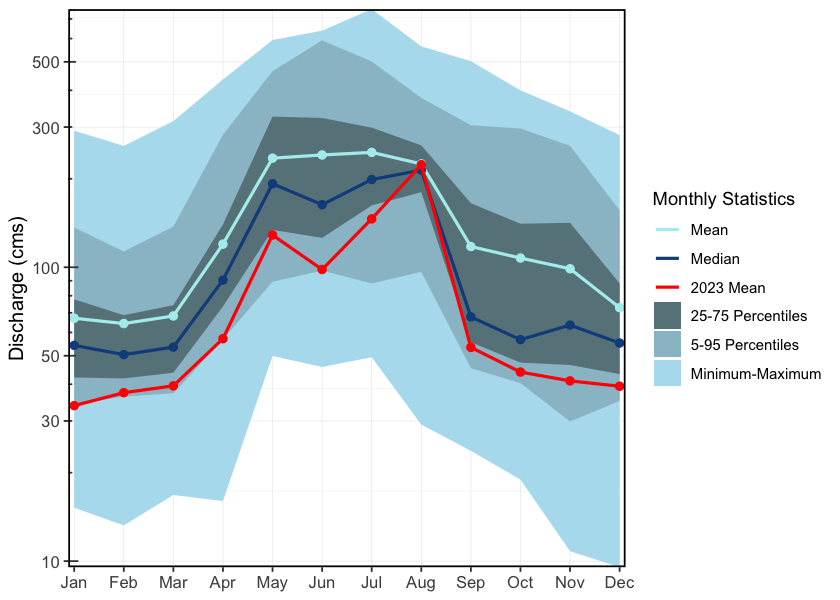 500
300
100
50
30
10
Discharge (cms)
Jan Feb Mar Apr May Jun Jul Aug Sep Oct Nov Dec
Monthly Statistics
Mean
Median
2023 Mean
25-75 Percentiles
5-95 Percentiles
Minimum-Maximum